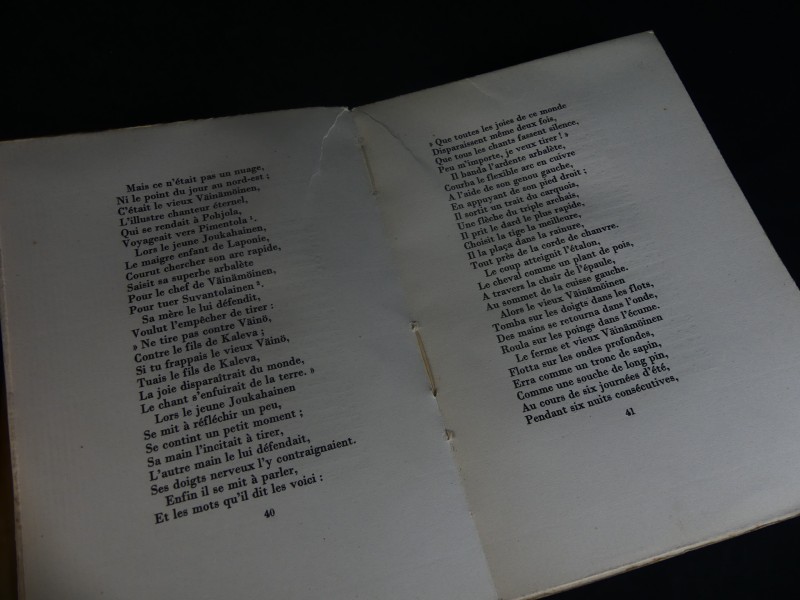 Mais ce n'était pas un nuage,
Ni le point du jour au nord-est ;
C'était le vieux Väinämöinen,
L'illustre chanteur éternel,
Qui se rendait à Pohjola,
Voyageait vers Pimentola ¹.
Lors le jeune Joukahainen,
Le maigre enfant de Laponie,
Courut chercher son arc rapide,
Saisit sa superbe arbalète
Pour le chef de Väinämöinen,
Pour tuer Suvantolainen ².
Sa mère le lui défendit,
Voulut l'empêcher de tirer :
» Ne tire pas contre Väinö,
Contre le fils de Kaleva ;
Si tu frappais le vieux Väinö,
Tuais le fils de Kaleva,
La joie disparaîtrait du monde,
Le chant s'enfuirait de la terre. »
Lors le jeune Joukahainen
Se mit à réfléchir un peu,
Se contint un petit moment ;
Sa main l'incitait à tirer,
L'autre main le lui défendait,
Ses doigts nerveux l'y contraignaient.
Enfin il se mit à parler,
Et les mots qu'il dit les voici :
40
» Que toutes les joies de ce monde
Disparaissent même deux fois,
Que tous les chants fassent silence,
Peu m'importe, je veux tirer ! »
Il banda l'ardente arbalète,
Courba le flexible arc en cuivre
A l'aide de son genou gauche,
En appuyant de son pied droit ;
Il sortit un trait du carquois,
Une flèche du triple archais,
Il prit le dard le plus rapide,
Choisit la tige la meilleure,
Il la plaça dans la rainure,
Tout près de la corde de chanvre.
Le coup atteignit l'étalon,
Le cheval comme un plant de pois,
A travers la chair de l'épaule,
Au sommet de la cuisse gauche.
Alors le vieux Väinämöinen
Tomba sur les doigts dans les flots,
Des mains se retourna dans l'onde,
Roula sur les poings dans l'écume.
Le ferme et vieux Väinämöinen
Flotta sur les ondes profondes,
Erra comme un tronc de sapin,
Comme une souche de long pin,
Au cours de six journées d'été,
Pendant six nuits consécutives,
41